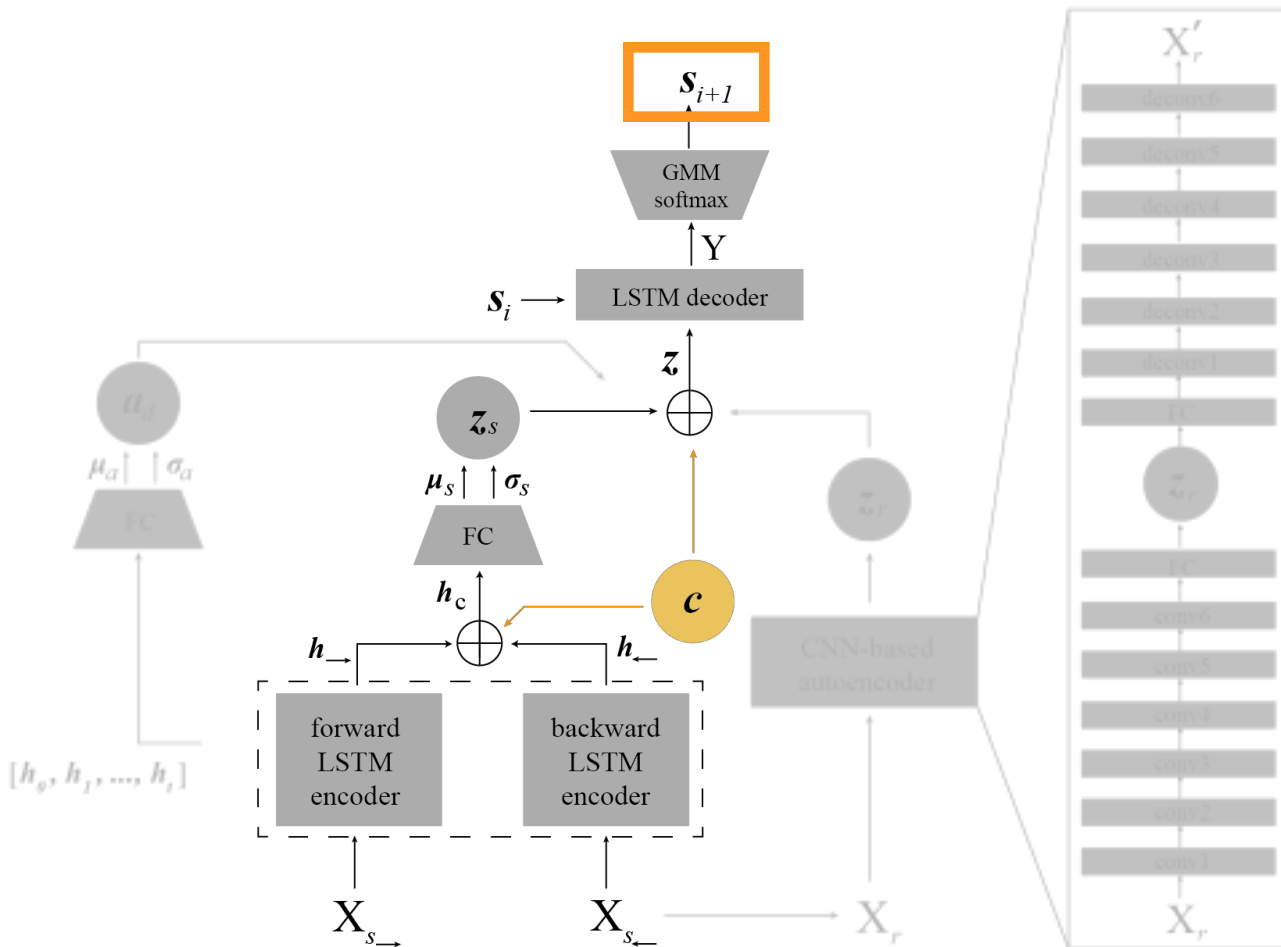 s_{i+1}
X'_r
deconv6
GMM
softmax
deconv5
deconv4
Y
deconv3
s_i
LSTM decoder
deconv2
z
deconv1
a_d
FC
z_s
μ_a σ_a
μ_s σ_s
z_r
z_r
FC
FC
FC
h_c
c
conv6
h→
h←
CNN-based
autoencoder
conv5
forward
LSTM
encoder
backward
LSTM
encoder
conv4
[h_0, h_1, ..., h_t]
conv3
conv2
conv1
X_s→
X_s←
X_r
X_r